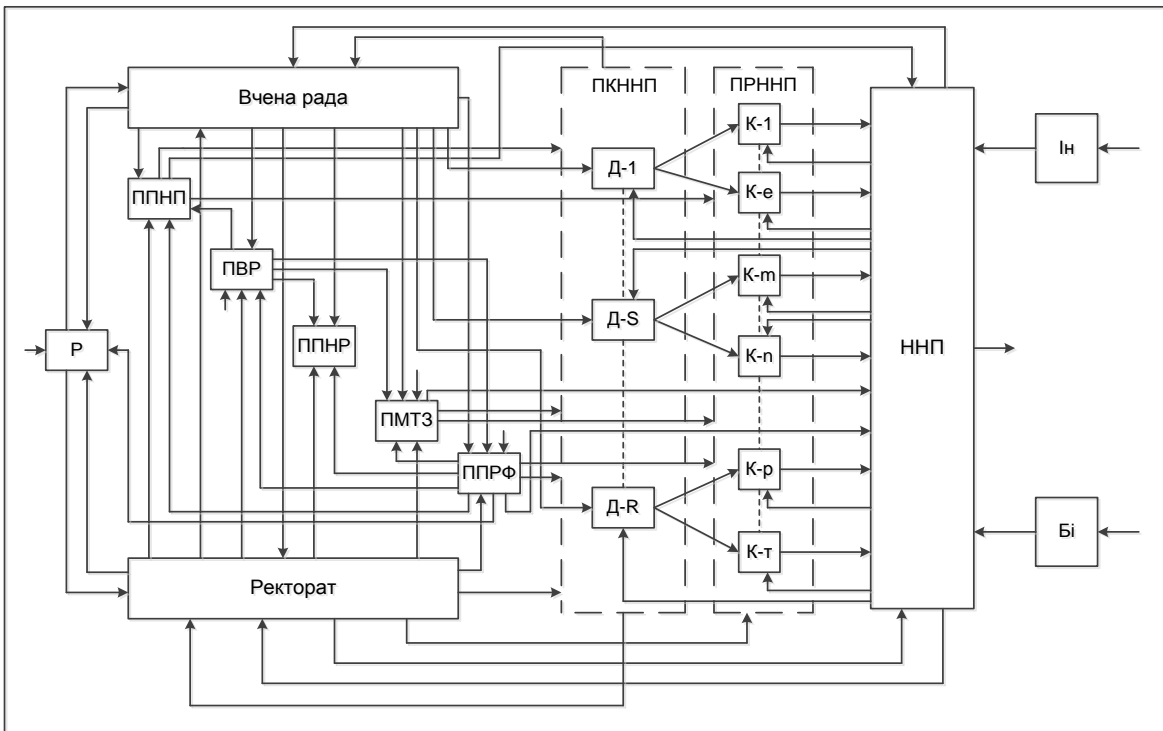 Вчена рада
ПКННП
ПРННП
К-1
Ін
Д-1
ППНП
К-е
ПВР
К-m
Д-S
ППНР
Р
К-n
ННП
ПМТЗ
ППРФ
К-р
Д-R
Бі
К-т
Ректорат